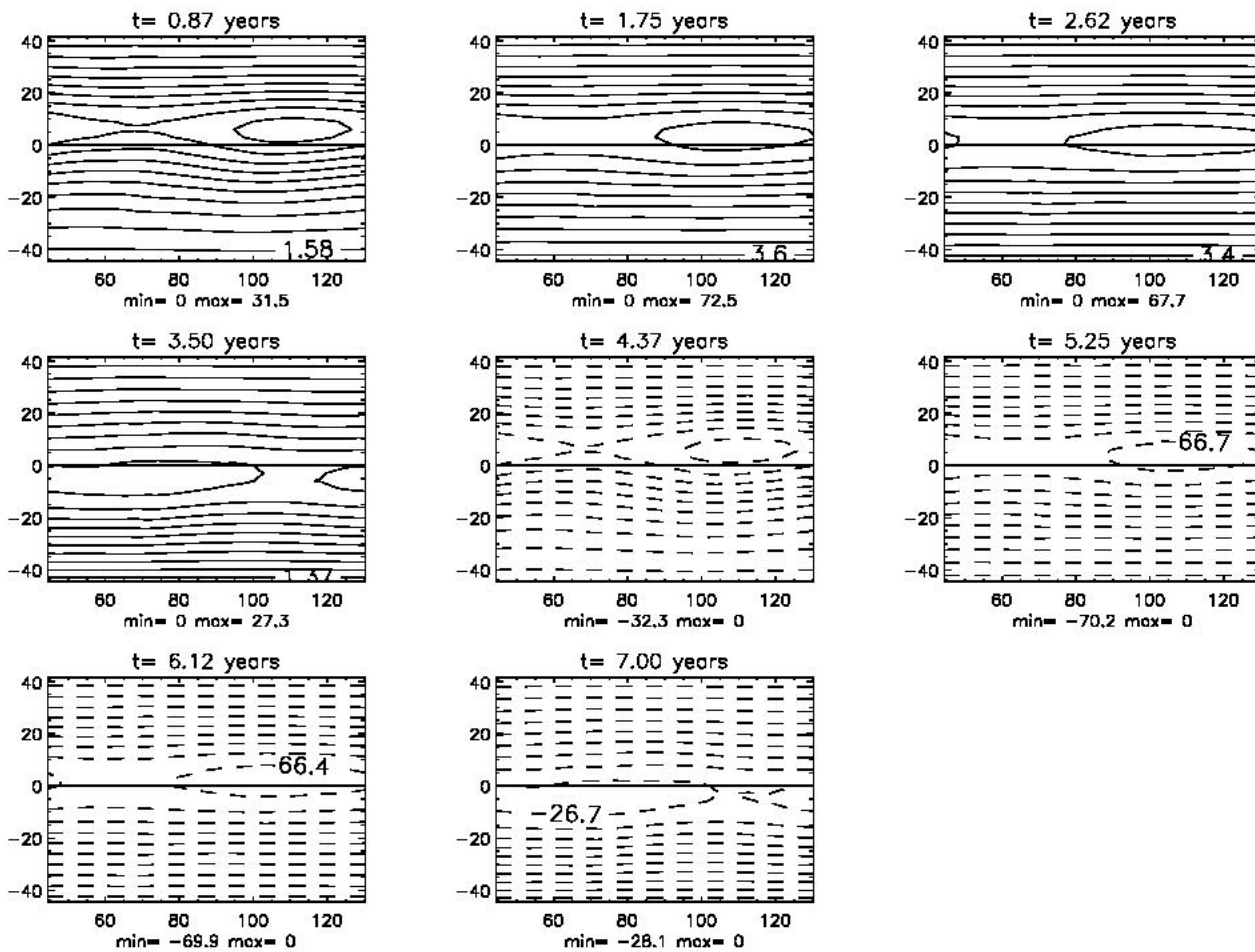 t= 0.87 years
40
20
0
−20
−40
1.58
60 80 100 120
min= 0 max= 31.5
t= 1.75 years
40
20
0
−20
−40
3.6
60 80 100 120
min= 0 max= 72.5
t= 2.62 years
40
20
0
−20
−40
3.4
60 80 100 120
min= 0 max= 67.7
t= 3.50 years
40
20
0
−20
−40
1.37
60 80 100 120
min= 0 max= 27.3
t= 4.37 years
40
20
0
−20
−40
60 80 100 120
min= −32.3 max= 0
t= 5.25 years
40
20
0
−20
−40
−66.7
60 80 100 120
min= −70.2 max= 0
t= 6.12 years
40
20
0
−20
−40
−66.4
60 80 100 120
min= −69.9 max= 0
t= 7.00 years
40
20
0
−20
−40
−26.7
60 80 100 120
min= −28.1 max= 0